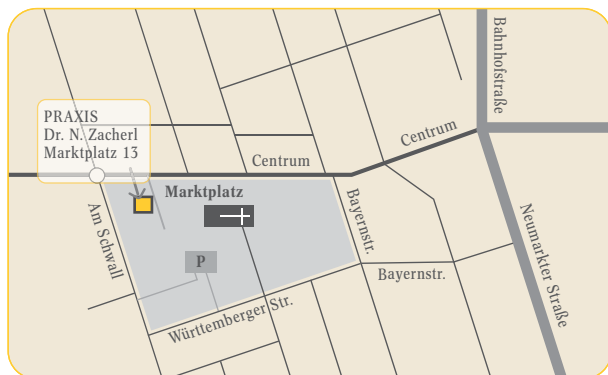 PRAXIS
Dr. N. Zacherl
Marktplatz 13
Bahnhofstraße
Centrum
Centrum
Marktplatz
Am Schwall
Bayernstr.
Neumarkter Straße
P
Bayernstr.
Württemberger Str.